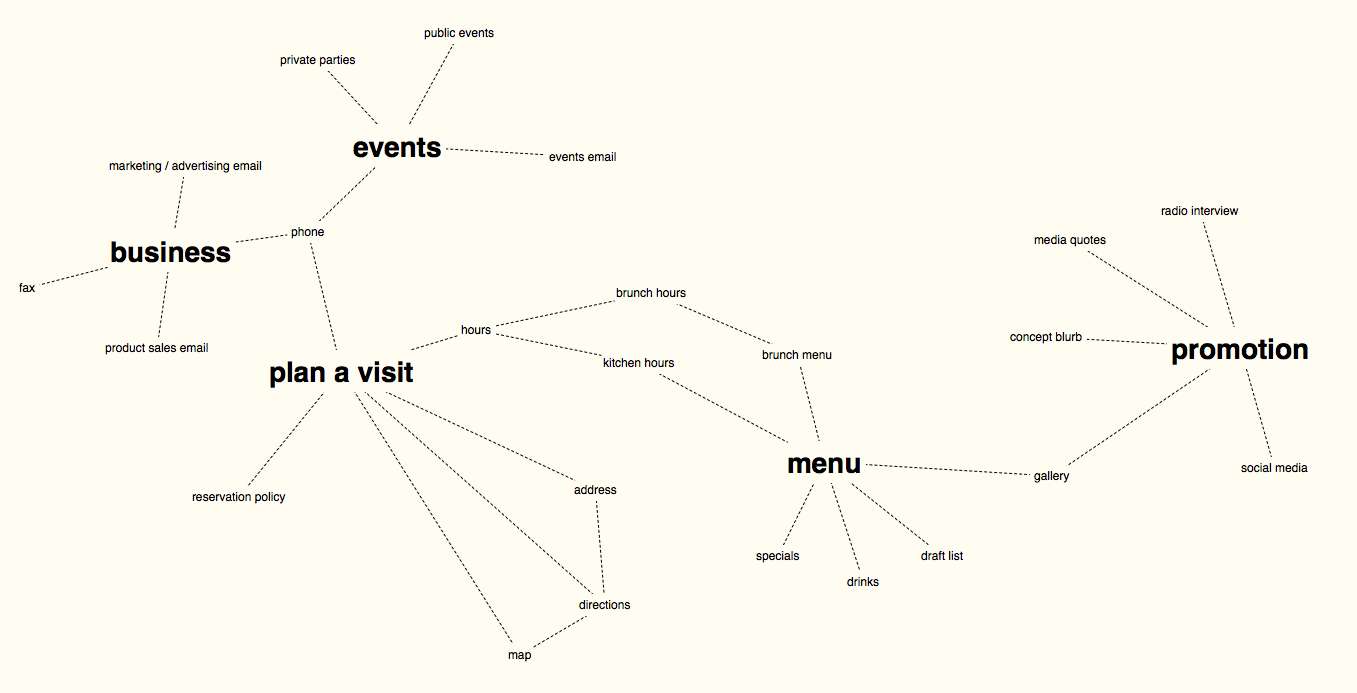 public events
private parties
events
events email
marketing / advertising email
radio interview
phone
media quotes
business
fax
brunch hours
hours
concept blurb
product sales email
promotion
brunch menu
kitchen hours
plan a visit
menu
social media
gallery
address
reservation policy
specials
draft list
drinks
directions
map